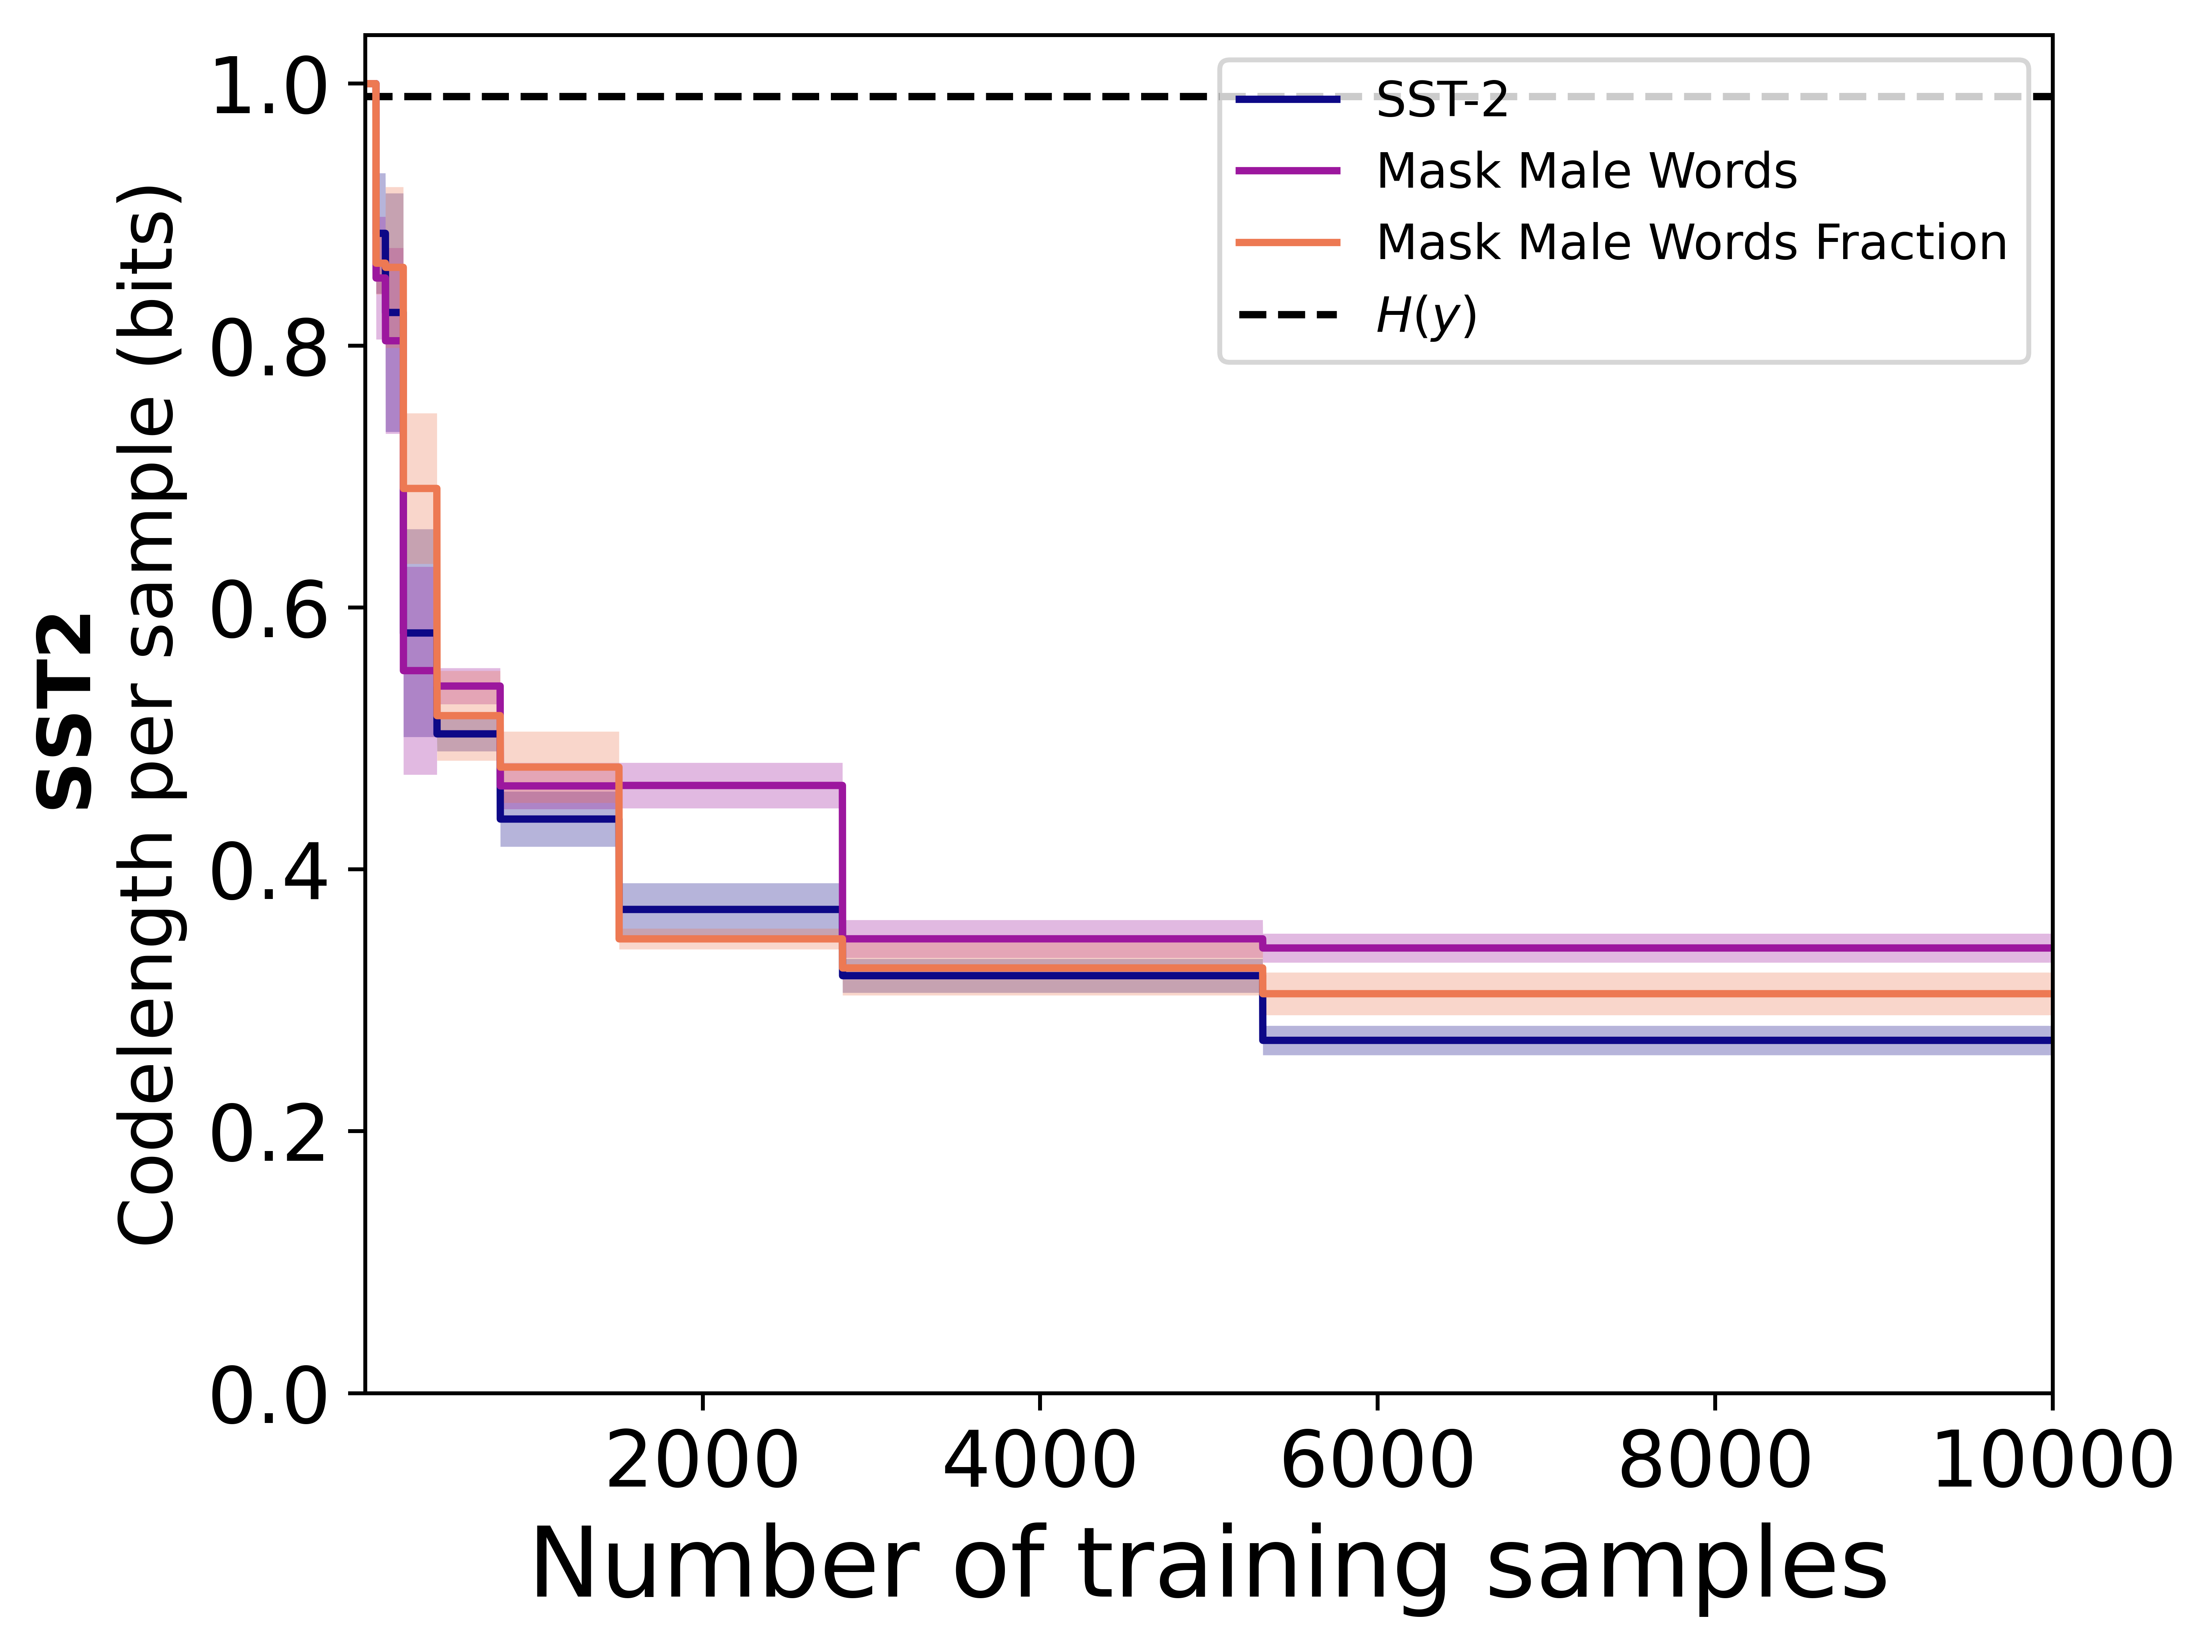 SST2
Codelength per sample (bits)
1.0
0.8
0.6
0.4
0.2
0.0
SST-2
Mask Male Words
Mask Male Words Fraction
H(y)
2000 4000 6000 8000 10000
Number of training samples